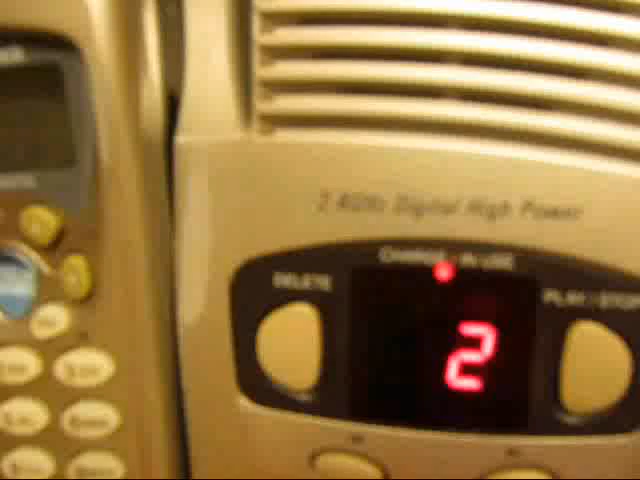 2.4GHz Digital High Power
CHARGE / IN USE
DELETE
PLAY / STOP
2